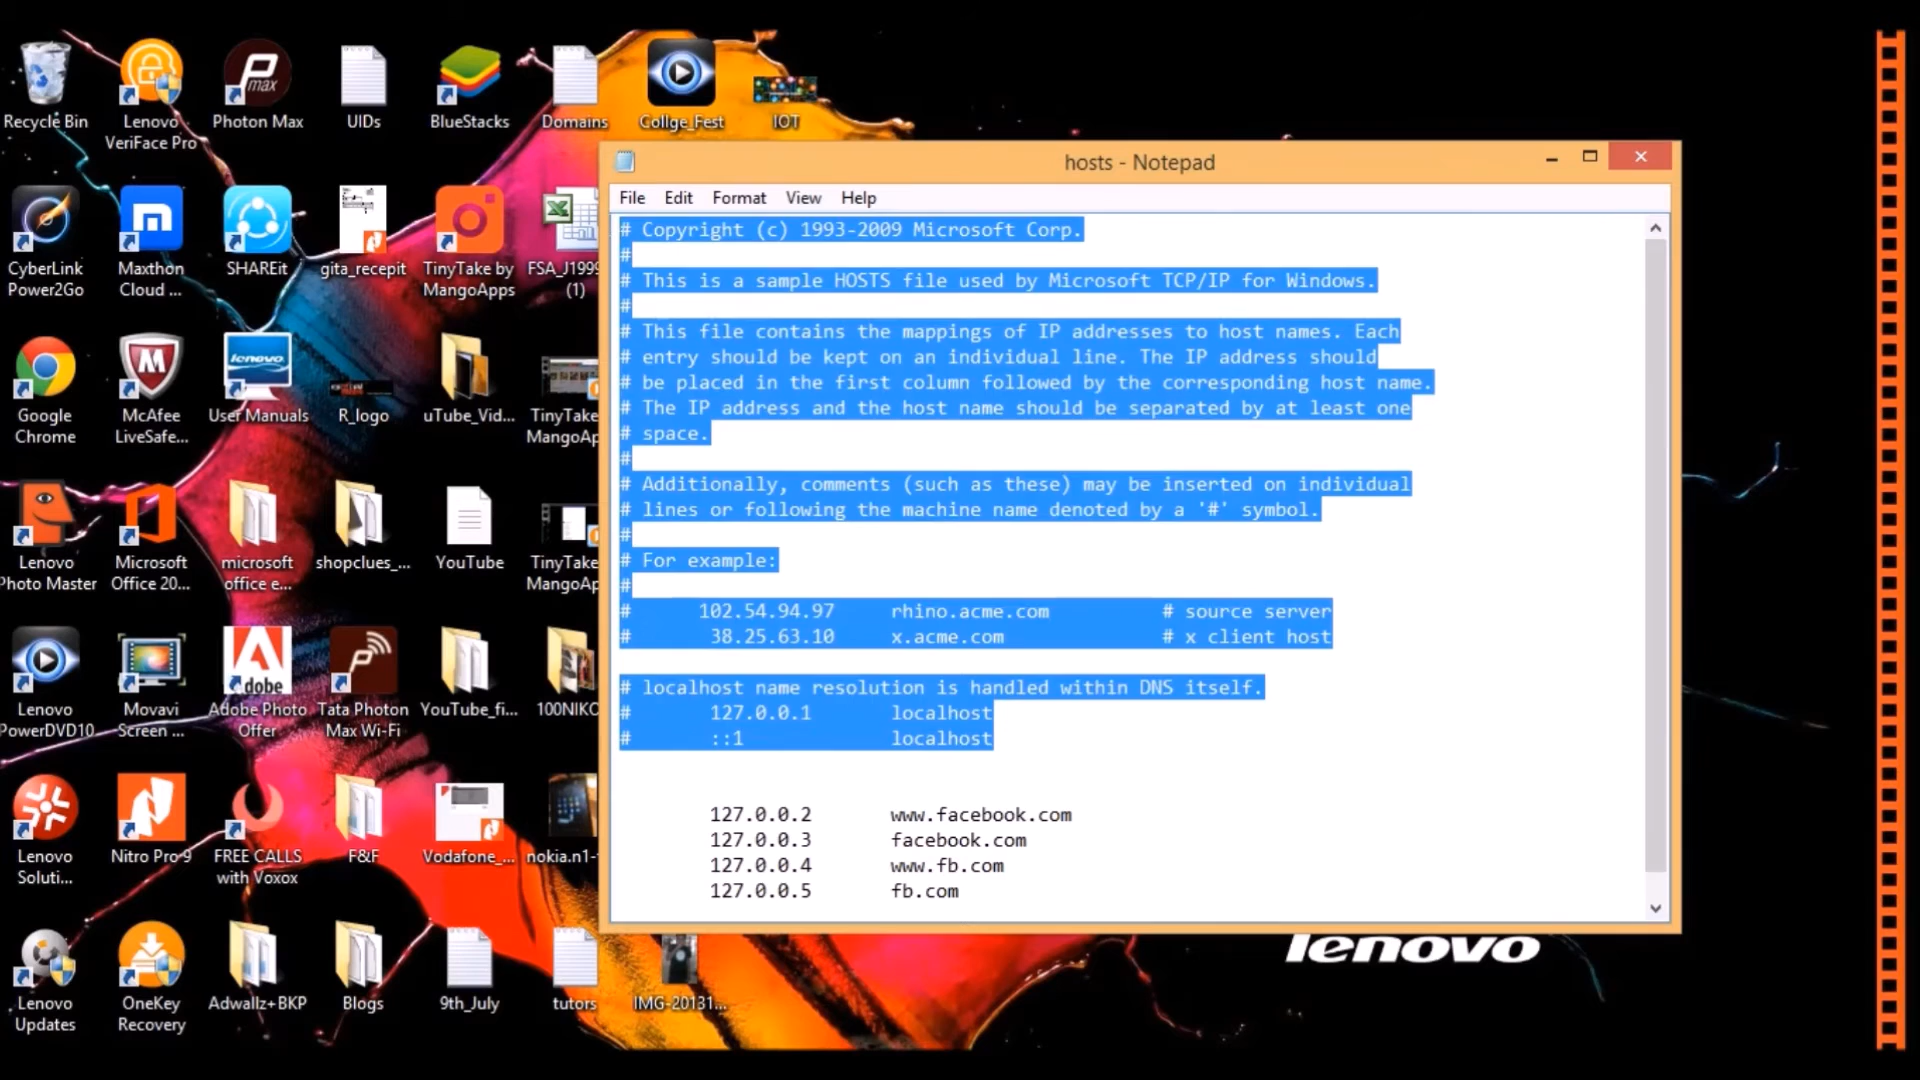 Recycle Bin
Lenovo
VeriFace Pro
Photon Max
UIDs
BlueStacks
Domains
Collge_Fest
IOT
P
max
CyberLink
Power2Go
Maxthon
Cloud ...
SHAREit
gita_recepit
TinyTake by
MangoApps
FSA_J1999
(1)
Google
Chrome
McAfee
LiveSafe...
lenovo
User Manuals
R_logo
uTube_Vid...
TinyTake
MangoAp
Lenovo
Photo Master
Microsoft
Office 20...
microsoft
office e...
shopclues_...
YouTube
TinyTake
MangoAp
Lenovo
PowerDVD10
Movavi
Screen ...
Adobe
Adobe Photo
Offer
Tata Photon
Max Wi-Fi
YouTube_fi...
100NIKO
Lenovo
Soluti...
Nitro Pro 9
FREE CALLS
with Voxox
F&F
Vodafone_...
nokia.n1-
Lenovo
Updates
OneKey
Recovery
Adwallz+BKP
Blogs
9th_July
tutors
IMG-20131...
hosts - Notepad
File Edit Format View Help
# Copyright (c) 1993-2009 Microsoft Corp.
#
# This is a sample HOSTS file used by Microsoft TCP/IP for Windows.
#
# This file contains the mappings of IP addresses to host names. Each
# entry should be kept on an individual line. The IP address should
# be placed in the first column followed by the corresponding host name.
# The IP address and the host name should be separated by at least one
# space.
#
# Additionally, comments (such as these) may be inserted on individual
# lines or following the machine name denoted by a '#' symbol.
#
# For example:
#
# 102.54.94.97 rhino.acme.com # source server
# 38.25.63.10 x.acme.com # x client host
# localhost name resolution is handled within DNS itself.
# 127.0.0.1 localhost
# ::1 localhost
127.0.0.2 www.facebook.com
127.0.0.3 facebook.com
127.0.0.4 www.fb.com
127.0.0.5 fb.com
lenovo